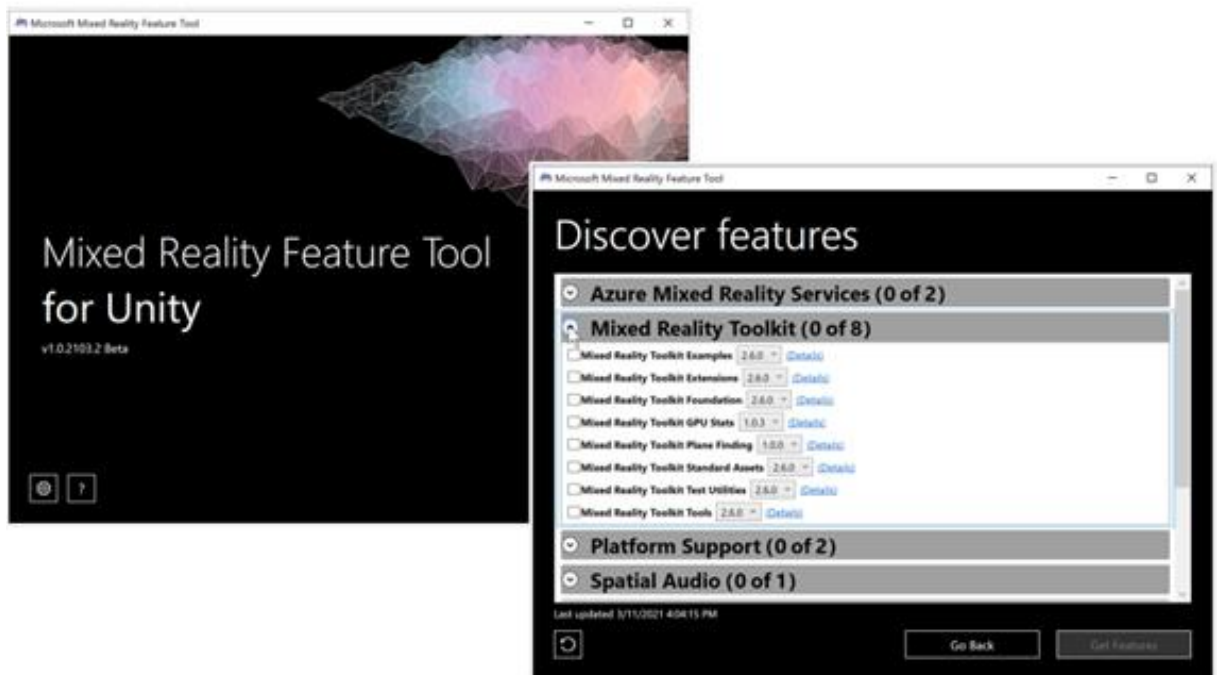 Microsoft Mixed Reality Feature Tool
Mixed Reality Feature Tool
for Unity
v1.0.2103.2 Beta
?
Microsoft Mixed Reality Feature Tool
Discover features
Azure Mixed Reality Services (0 of 2)
Mixed Reality Toolkit (0 of 8)
Mixed Reality Toolkit Examples 2.6.0 (Details)
Mixed Reality Toolkit Extensions 2.6.0 (Details)
Mixed Reality Toolkit Foundation 2.6.0 (Details)
Mixed Reality Toolkit GPU Stats 1.0.3 (Details)
Mixed Reality Toolkit Plane Finding 1.0.0 (Details)
Mixed Reality Toolkit Standard Assets 2.6.0 (Details)
Mixed Reality Toolkit Test Utilities 2.6.0 (Details)
Mixed Reality Toolkit Tools 2.6.0 (Details)
Platform Support (0 of 2)
Spatial Audio (0 of 1)
Last updated 3/11/2021 4:04:15 PM
Go Back Get Features